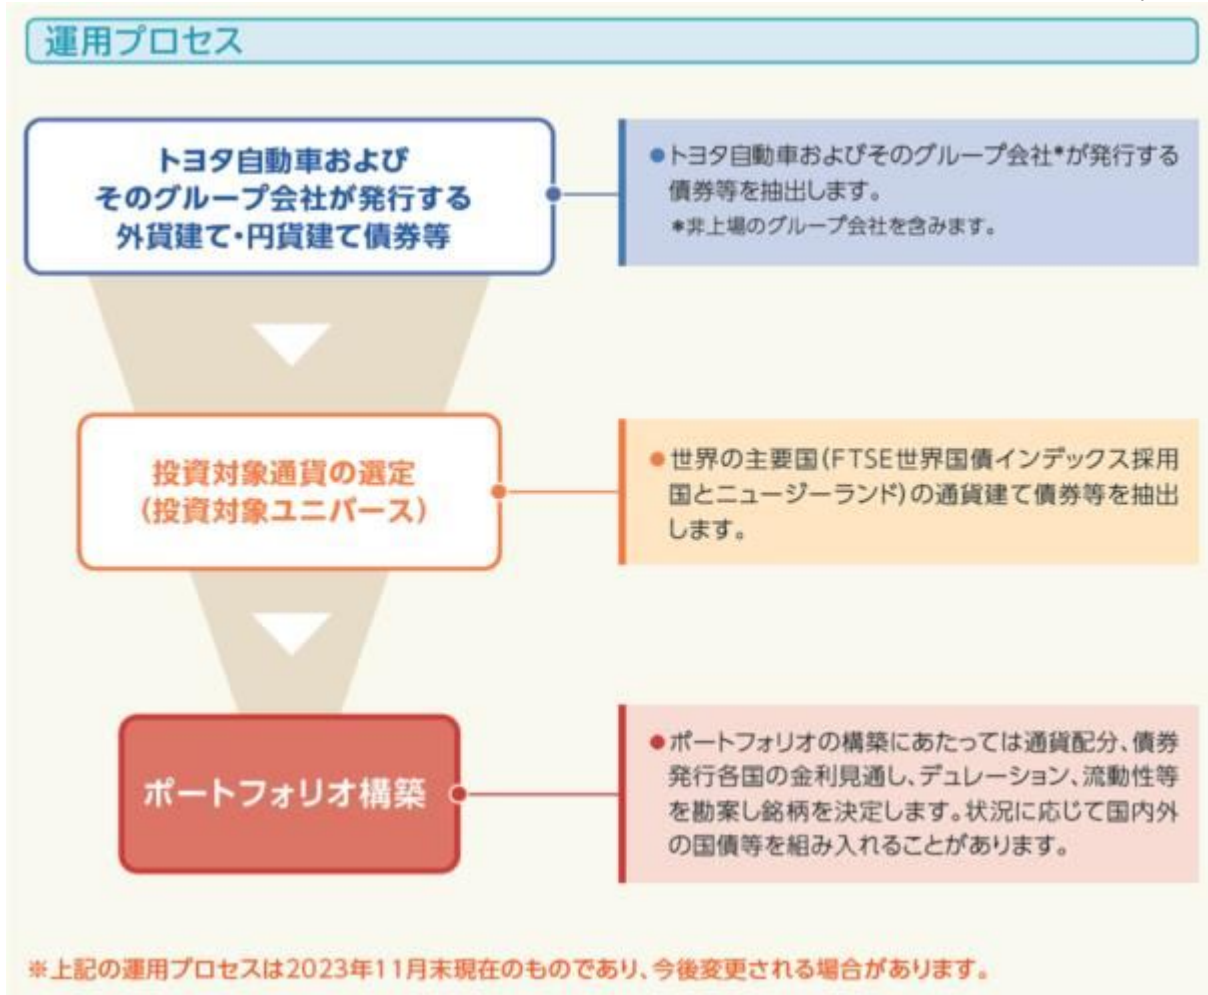 運用プロセス
トヨタ自動車および
そのグループ会社が発行する
外貨建て・円貨建て債券等
●トヨタ自動車およびそのグループ会社*が発行する
債券等を抽出します。
*非上場のグループ会社を含みます。
投資対象通貨の選定
(投資対象ユニバース)
●世界の主要国(FTSE世界国債インデックス採用
国とニュージーランド)の通貨建て債券等を抽出
します。
ポートフォリオ構築
●ポートフォリオの構築にあたっては通貨配分、債券
発行各国の金利見通し、デュレーション、流動性等
を勘案し銘柄を決定します。状況に応じて国内外
の国債等を組み入れることがあります。
※上記の運用プロセスは2023年11月末現在のものであり、今後変更される場合があります。